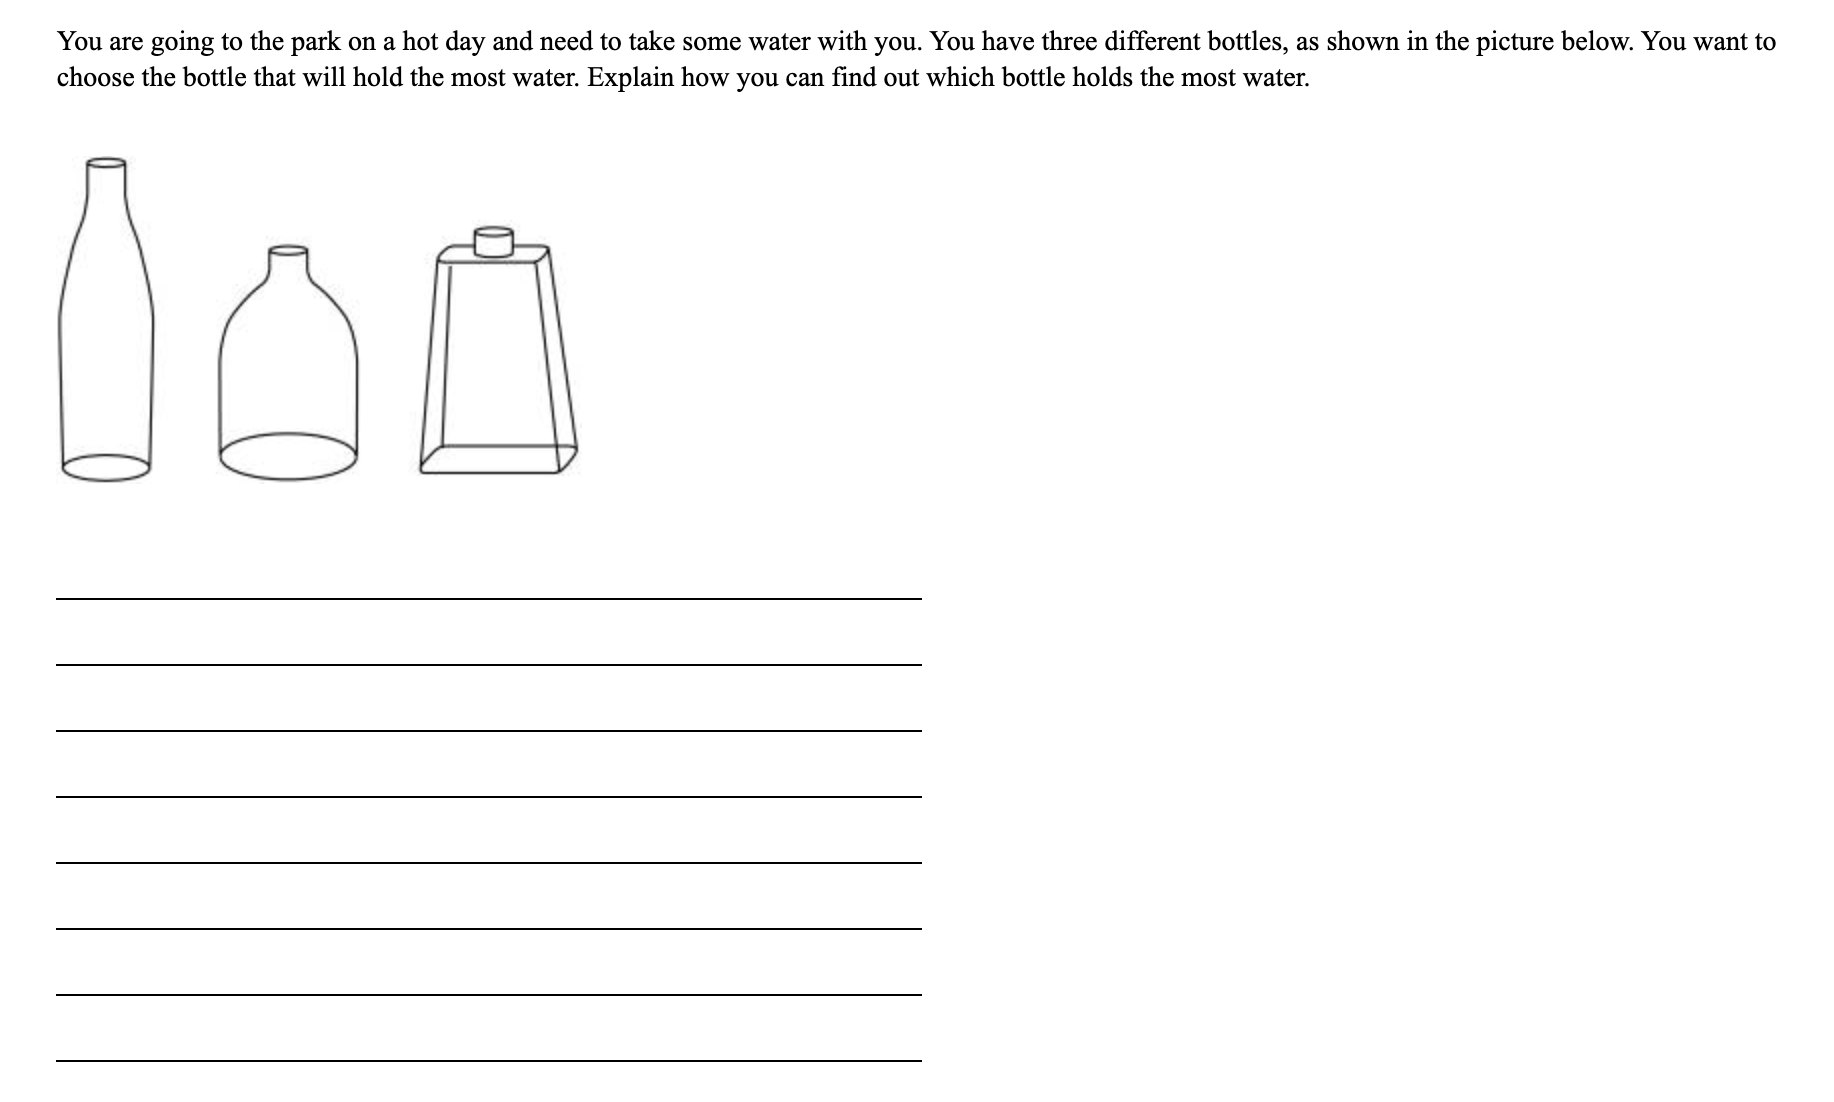 You are going to the park on a hot day and need to take some water with you. You have three different bottles, as shown in the picture below. You want to
choose the bottle that will hold the most water. Explain how you can find out which bottle holds the most water.